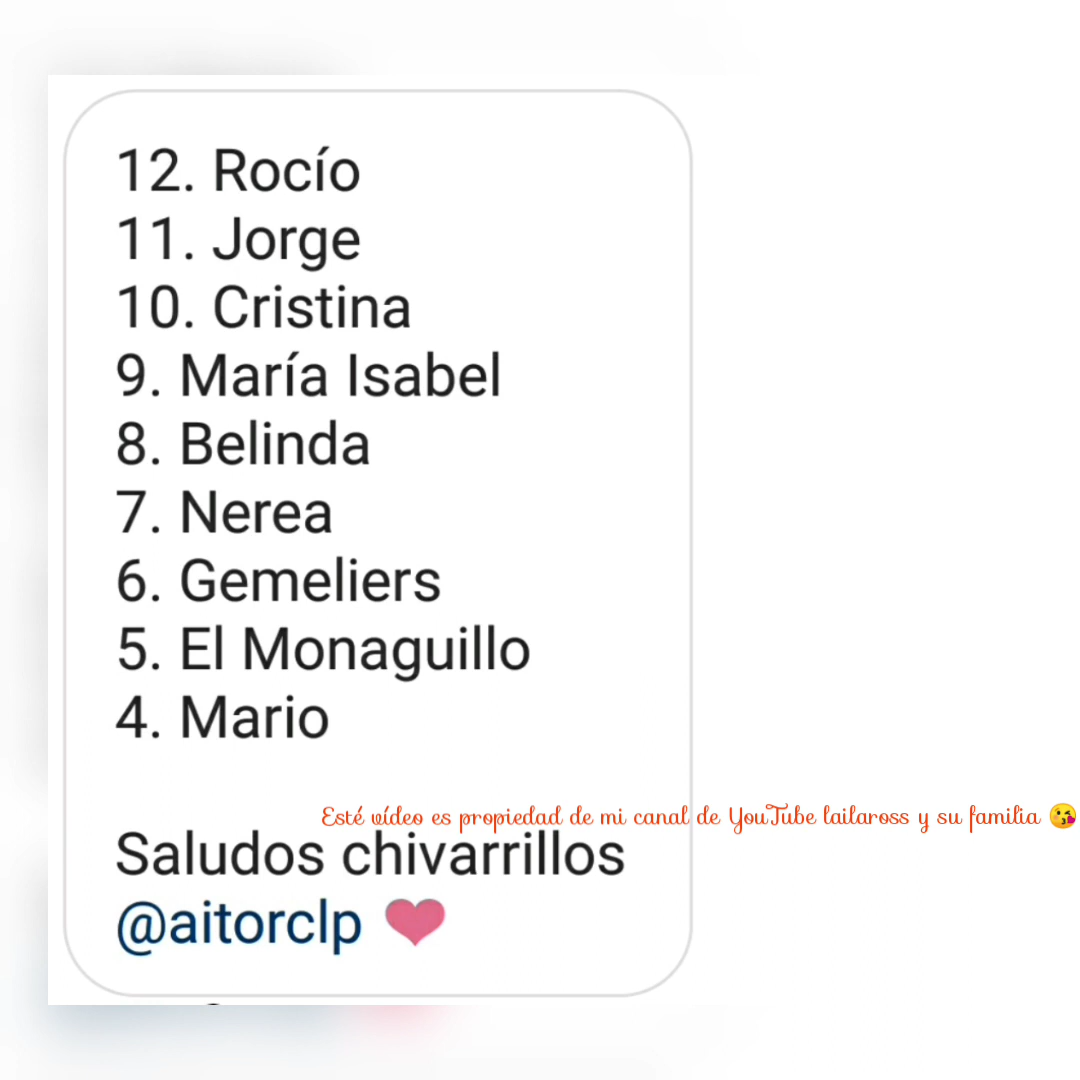 12. Rocío
11. Jorge
10. Cristina
9. María Isabel
8. Belinda
7. Nerea
6. Gemeliers
5. El Monaguillo
4. Mario
Esté vídeo es propiedad de mi canal de YouTube lailaross y su familia 😘
Saludos chivarrillos
@aitorclp ❤